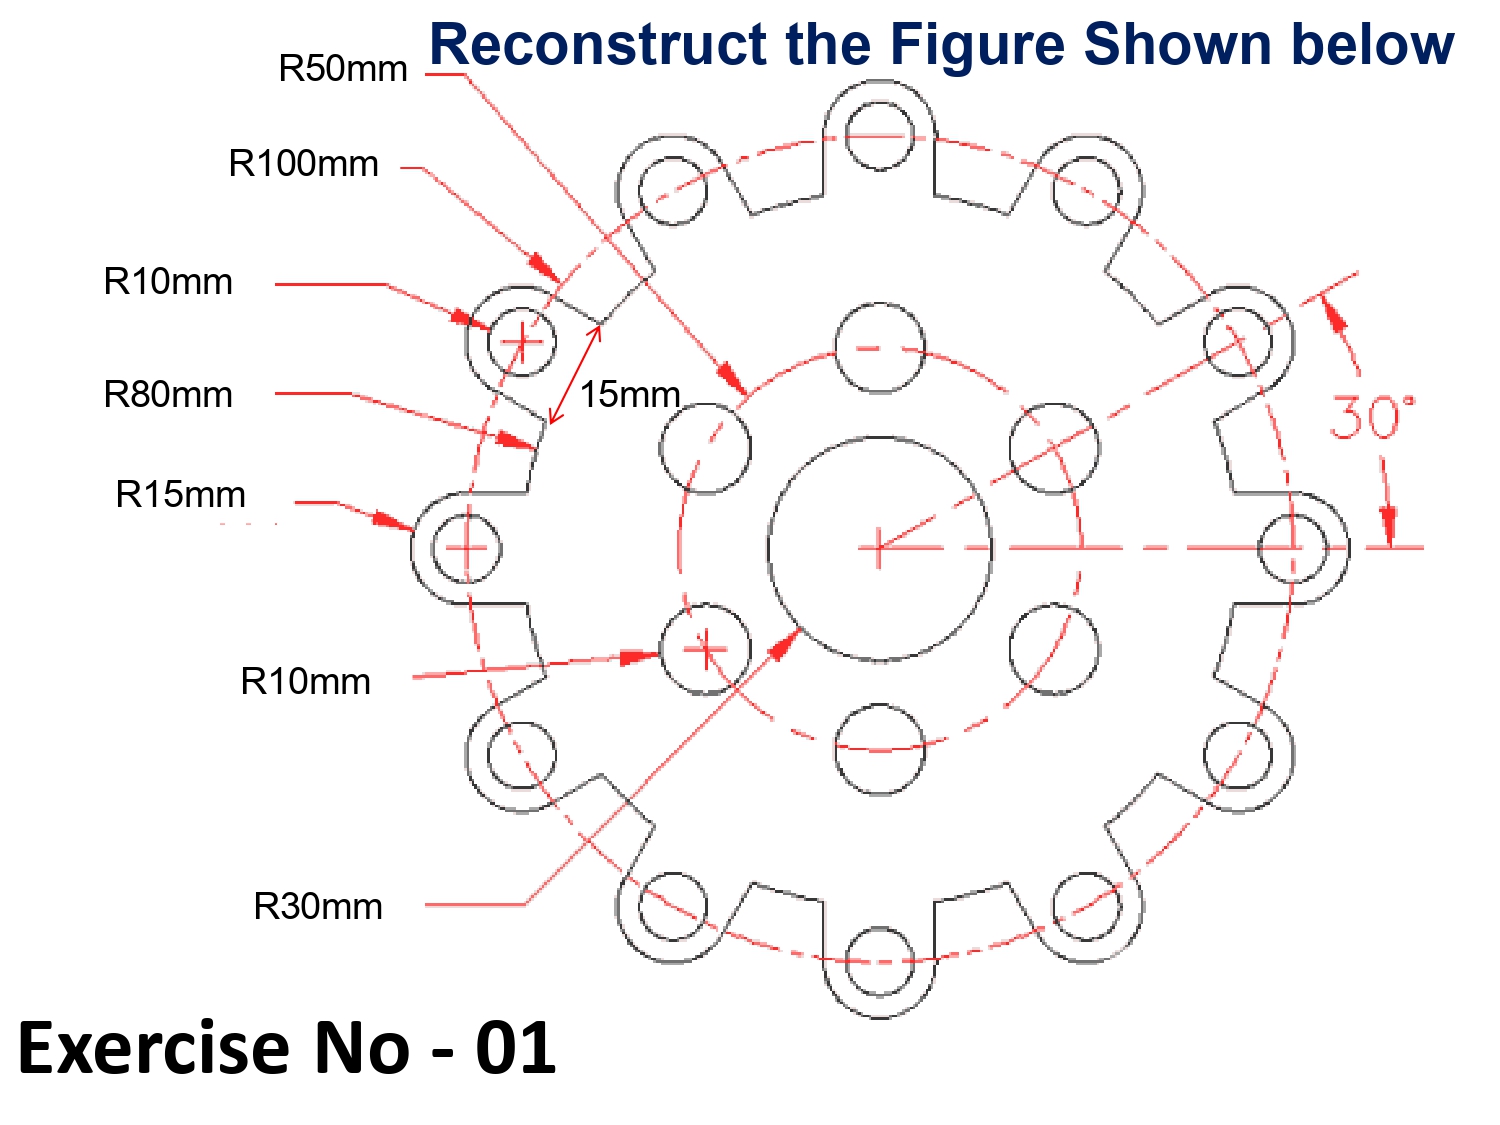 Reconstruct the Figure Shown below
R50mm
R100mm
R10mm
R80mm
15mm
30°
R15mm
R10mm
R30mm
Exercise No - 01